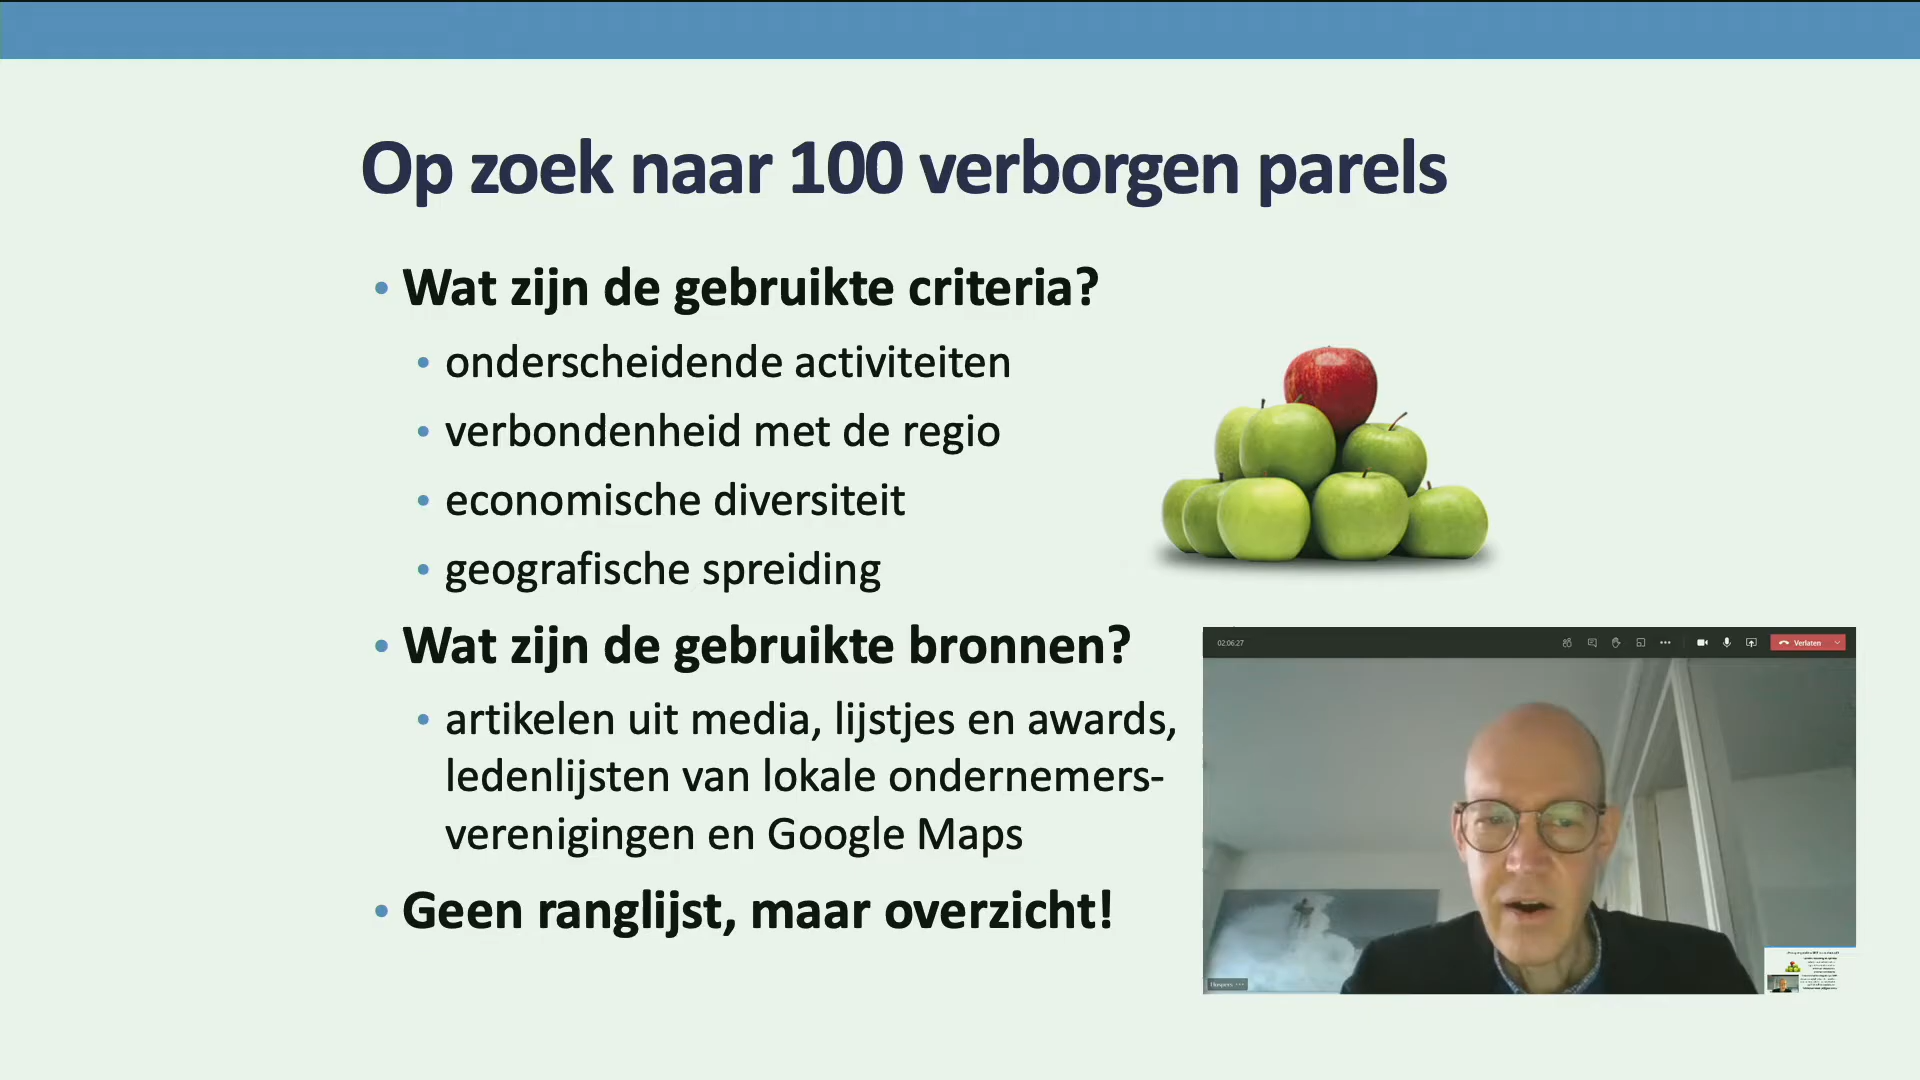 Op zoek naar 100 verborgen parels
• Wat zijn de gebruikte criteria?
• onderscheidende activiteiten
• verbondenheid met de regio
• economische diversiteit
• geografische spreiding
• Wat zijn de gebruikte bronnen?
• artikelen uit media, lijstjes en awards,
ledenlijsten van lokale ondernemers-
verenigingen en Google Maps
• Geen ranglijst, maar overzicht!
02:06:27
Verlaten